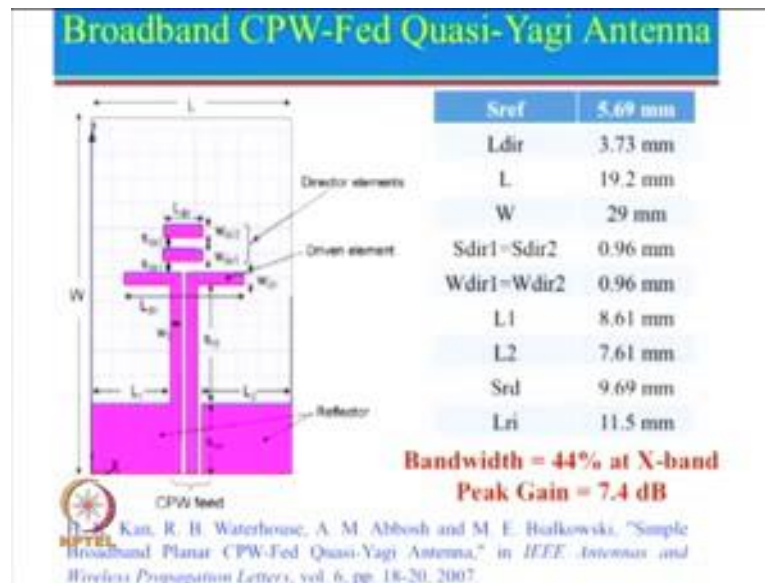 Broadband CPW-Fed Quasi-Yagi Antenna
L
Director elements
Driven element
W
L1
L2
Reflector
CPW feed
Sref 5.69 mm
Ldir 3.73 mm
L 19.2 mm
W 29 mm
Sdir1=Sdir2 0.96 mm
Wdir1=Wdir2 0.96 mm
L1 8.61 mm
L2 7.61 mm
Srd 9.69 mm
Lri 11.5 mm
Bandwidth = 44% at X-band
Peak Gain = 7.4 dB
NPTEL
Kan, R. B. Waterhouse, A. M. Abbosh and M. E. Bialkowski, "Simple
Broadband Planar CPW-Fed Quasi-Yagi Antenna," in IEEE Antennas and
Wireless Propagation Letters, vol. 6, pp. 18-20, 2007.